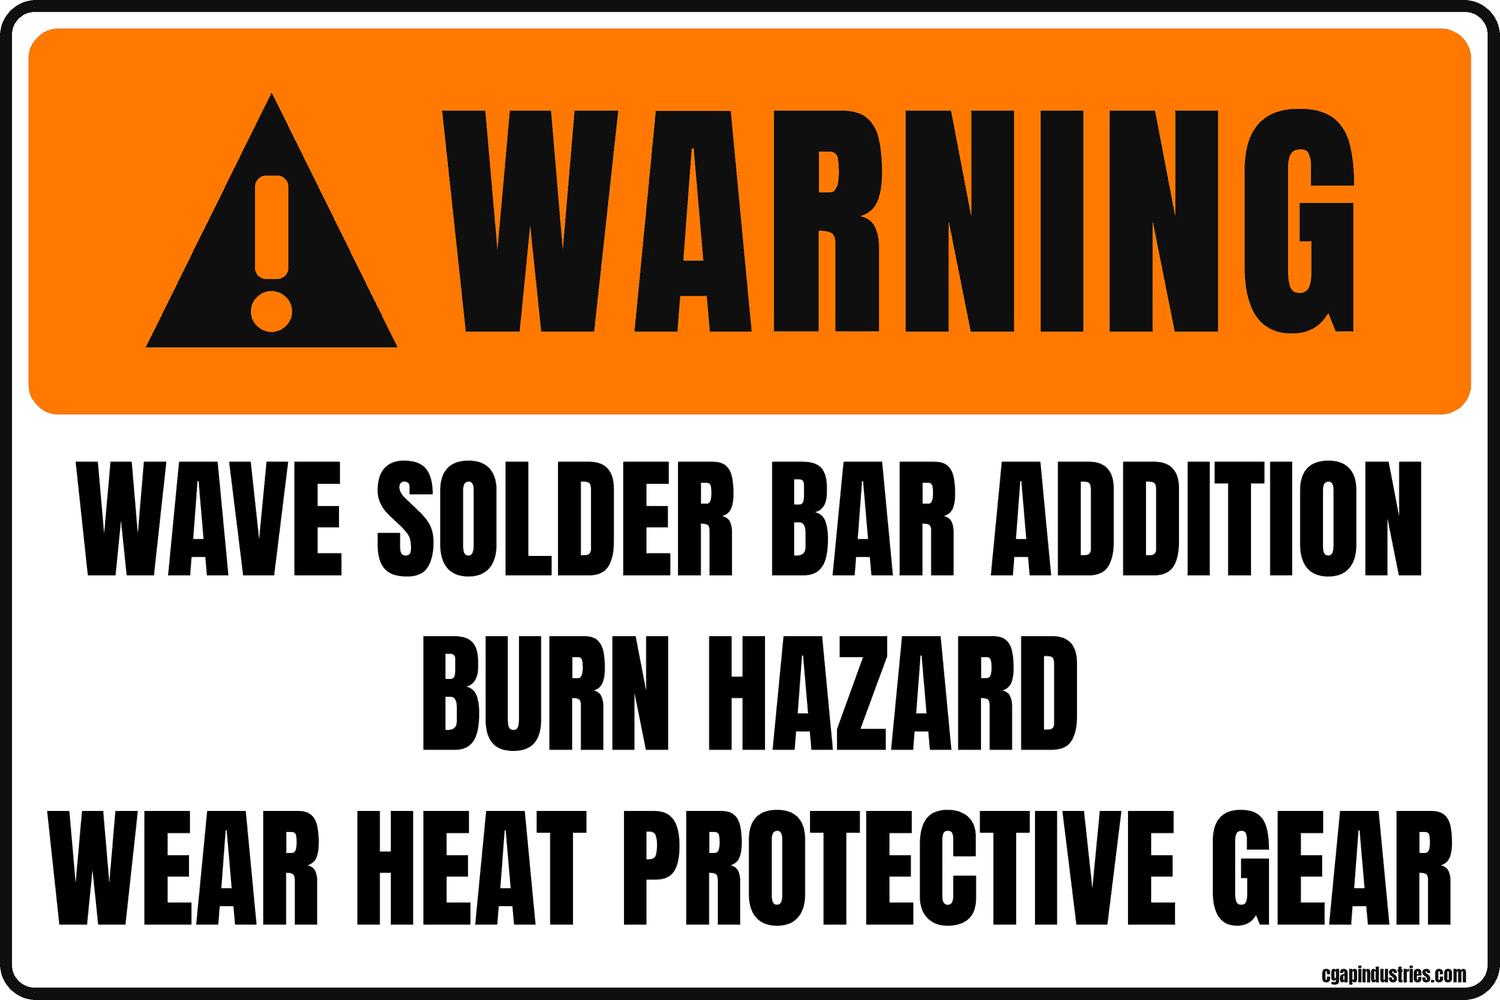 WARNING
WAVE SOLDER BAR ADDITION
BURN HAZARD
WEAR HEAT PROTECTIVE GEAR
cgapindustries.com